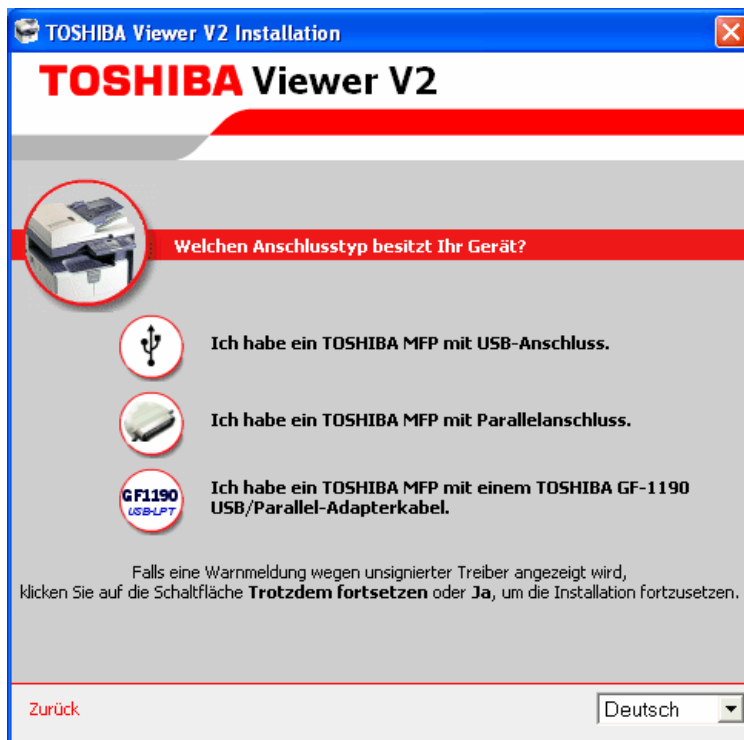 TOSHIBA Viewer V2 Installation
TOSHIBA Viewer V2
Welchen Anschlusstyp besitzt Ihr Gerät?
Ich habe ein TOSHIBA MFP mit USB-Anschluss.
Ich habe ein TOSHIBA MFP mit Parallelanschluss.
GF1190
USB-LPT
Ich habe ein TOSHIBA MFP mit einem TOSHIBA GF-1190
USB/Parallel-Adapterkabel.
Falls eine Warnmeldung wegen unsignierter Treiber angezeigt wird,
klicken Sie auf die Schaltfläche Trotzdem fortsetzen oder Ja, um die Installation fortzusetzen.
Zurück
Deutsch